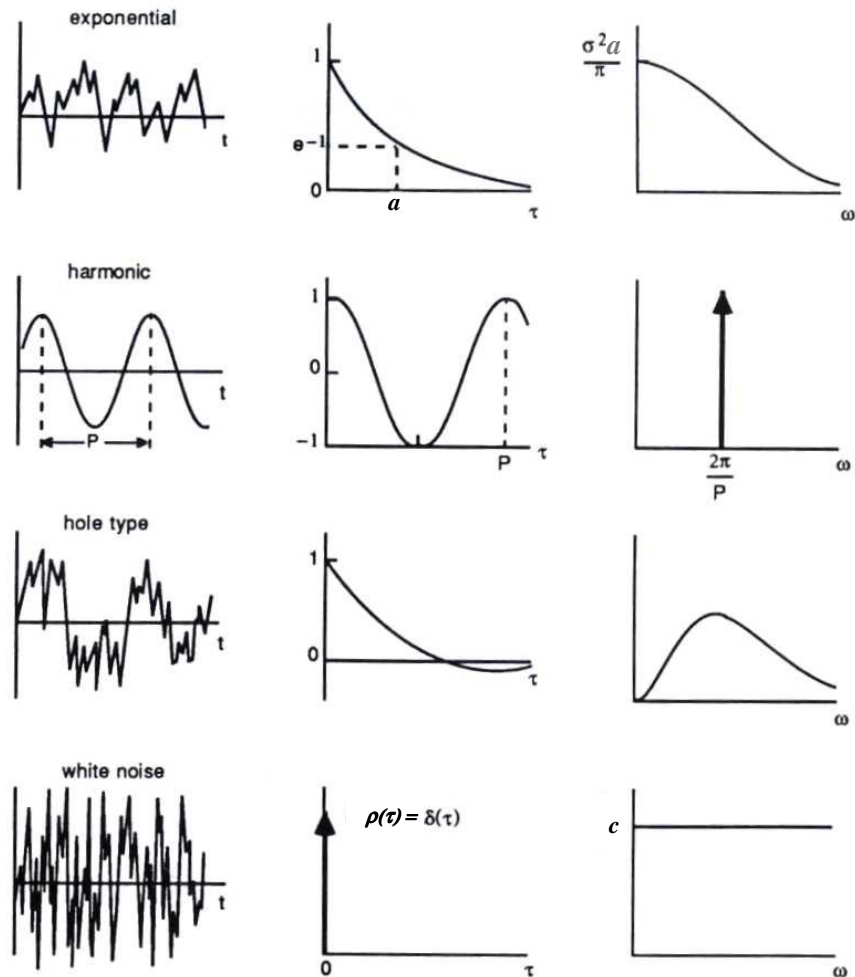 exponential
t
1
e−1
0
a
τ
σ²a
π
ω
harmonic
t
P
1
0
−1
P
τ
2π
P
ω
hole type
t
1
0
τ
ω
white noise
t
ρ(τ) = δ(τ)
0
τ
c
ω